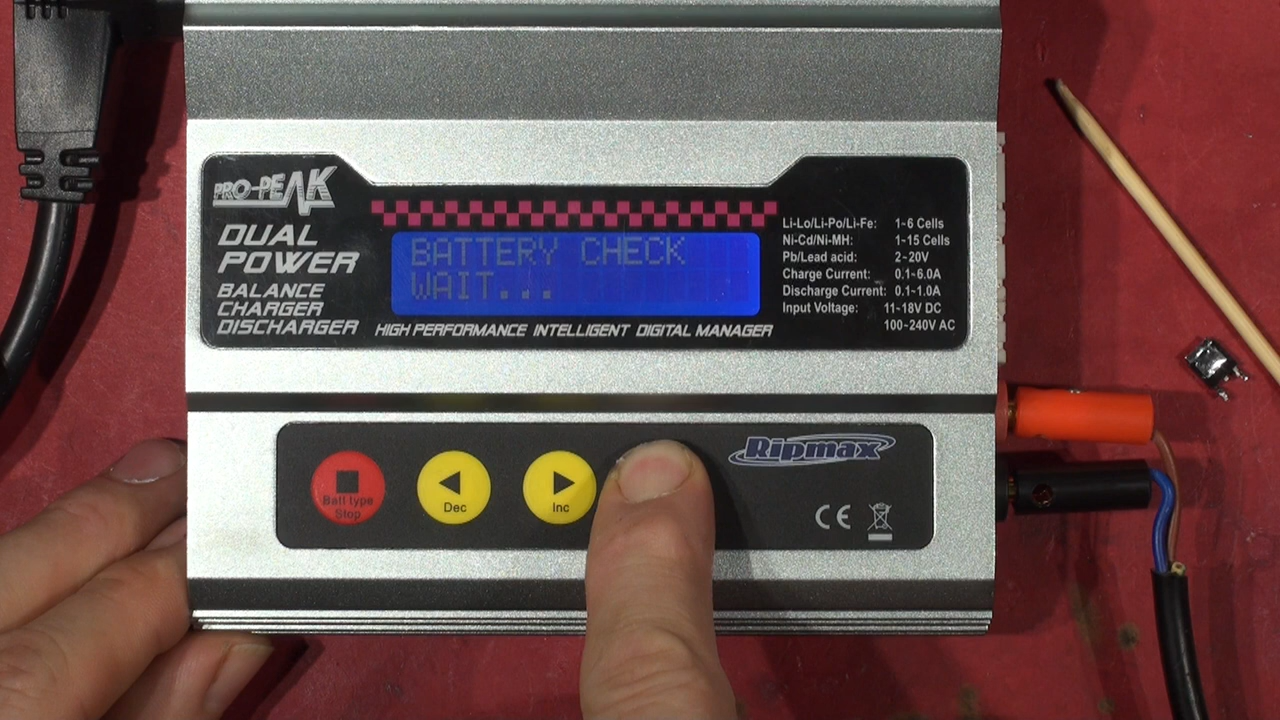 PRO-PEAK
DUAL
POWER
BALANCE
CHARGER
DISCHARGER
BATTERY CHECK
WAIT...
HIGH PERFORMANCE INTELLIGENT DIGITAL MANAGER
Li-Lo/Li-Po/Li-Fe: 1~6 Cells
Ni-Cd/Ni-MH: 1~15 Cells
Pb/Lead acid: 2~20V
Charge Current: 0.1~6.0A
Discharge Current: 0.1~1.0A
Input Voltage: 11~18V DC
100~240V AC
Batt type
Stop
Dec
Inc
Ripmax
CE